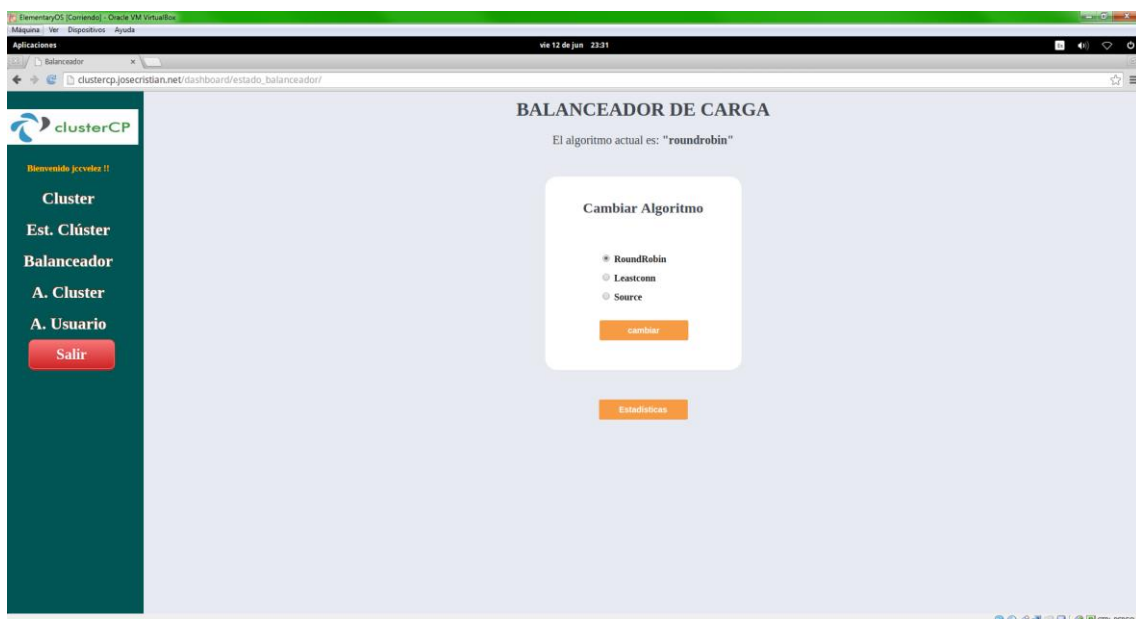 ElementaryOS [Corriendo] - Oracle VM VirtualBox
Máquina Ver Dispositivos Ayuda
Aplicaciones
vie 12 de jun 23:31
Balanceador
clustercp.josecristian.net/dashboard/estado_balanceador/
clusterCP
Bienvenido jccvelez !!
Cluster
Est. Clúster
Balanceador
A. Cluster
A. Usuario
Salir
BALANCEADOR DE CARGA
El algoritmo actual es: "roundrobin"
Cambiar Algoritmo
RoundRobin
Leastconn
Source
cambiar
Estadísticas